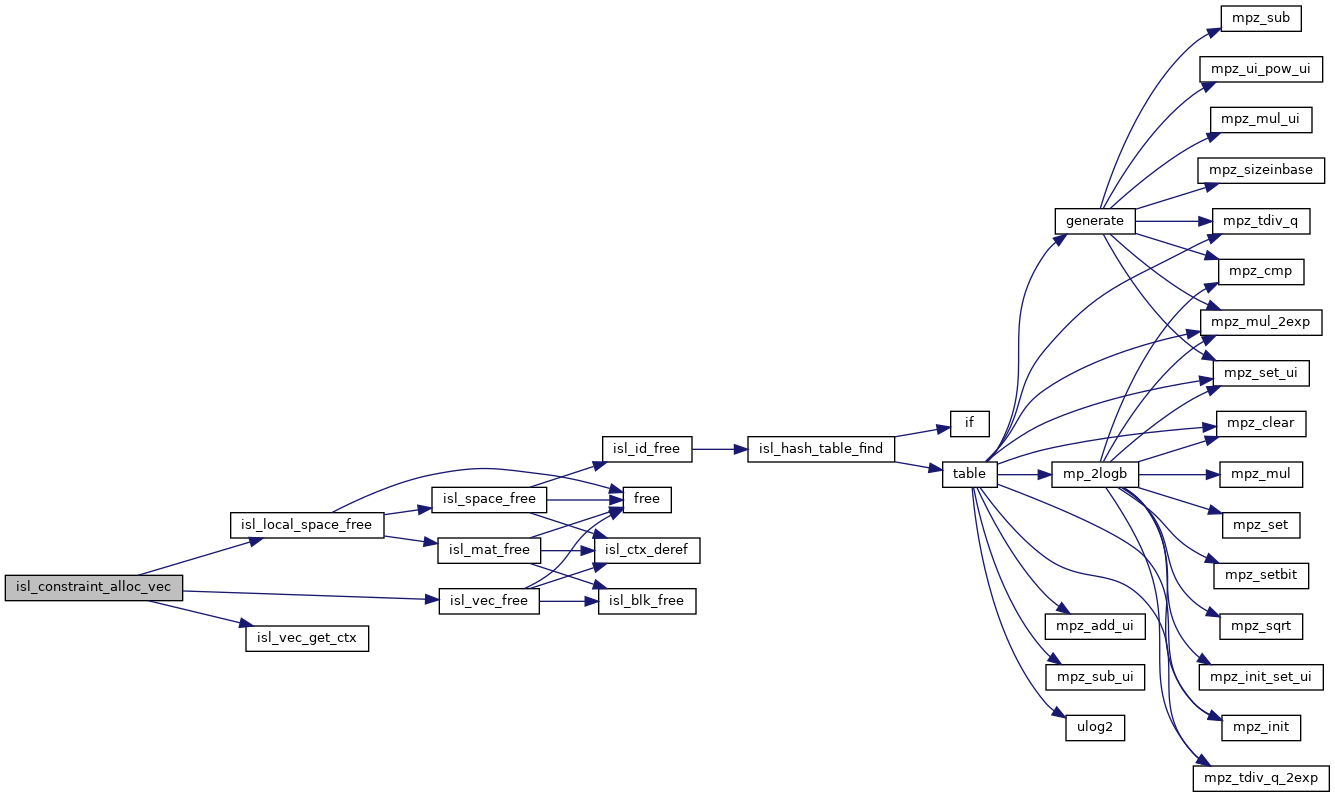 mpz_sub
mpz_ui_pow_ui
mpz_mul_ui
mpz_sizeinbase
generate
mpz_tdiv_q
mpz_cmp
mpz_mul_2exp
mpz_set_ui
if
mpz_clear
isl_id_free
isl_hash_table_find
table
mp_2logb
mpz_mul
isl_space_free
free
isl_local_space_free
mpz_set
isl_mat_free
isl_ctx_deref
mpz_setbit
isl_constraint_alloc_vec
isl_vec_free
isl_blk_free
mpz_add_ui
mpz_sqrt
isl_vec_get_ctx
mpz_sub_ui
mpz_init_set_ui
ulog2
mpz_init
mpz_tdiv_q_2exp